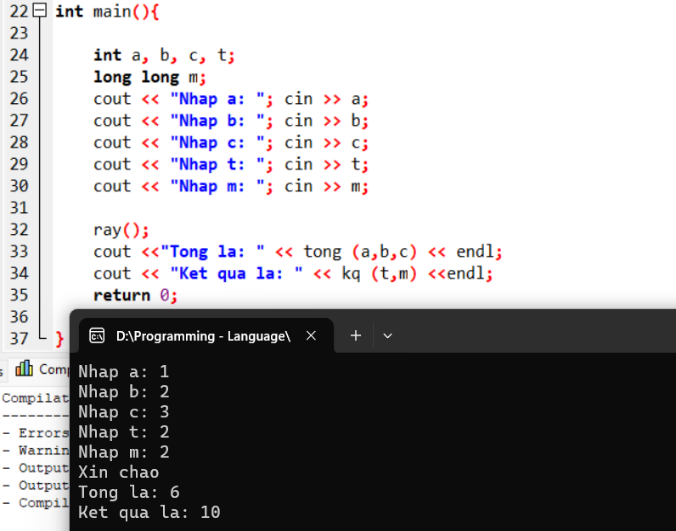 22 int main(){
23
24 int a, b, c, t;
25 long long m;
26 cout << "Nhap a: "; cin >> a;
27 cout << "Nhap b: "; cin >> b;
28 cout << "Nhap c: "; cin >> c;
29 cout << "Nhap t: "; cin >> t;
30 cout << "Nhap m: "; cin >> m;
31
32 ray();
33 cout <<"Tong la: " << tong (a,b,c) << endl;
34 cout << "Ket qua la: " << kq (t,m) <<endl;
35 return 0;
36
37 }
D:\Programming - Language\
s Com
Compilat
--------
- Errors
- Warnin
- Output
- Output
- Compil
Nhap a: 1
Nhap b: 2
Nhap c: 3
Nhap t: 2
Nhap m: 2
Xin chao
Tong la: 6
Ket qua la: 10